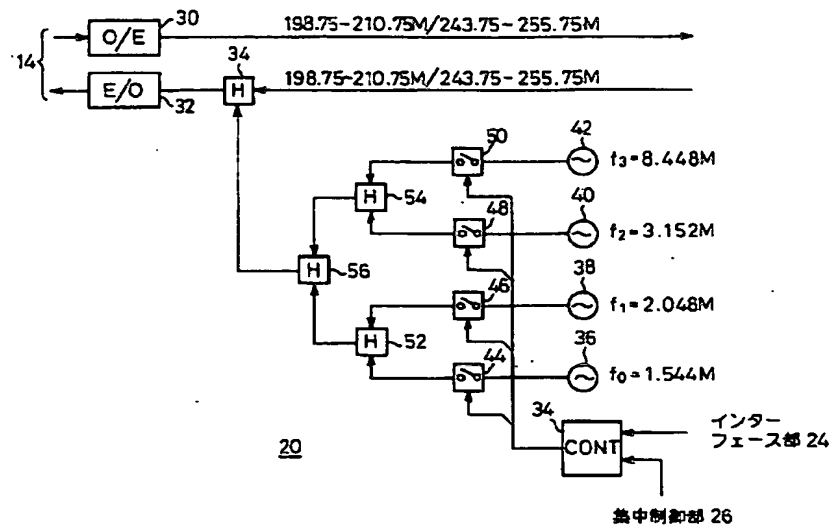 30
O/E
198.75-210.75M/243.75-255.75M
14
34
E/O
32
H
198.75-210.75M/243.75-255.75M
50
42
f3=8.448M
H
54
48
40
f2=3.152M
H
56
46
38
f1=2.048M
H
52
44
36
f0=1.544M
20
34
CONT
インター
フェース部 24
集中制御部 26